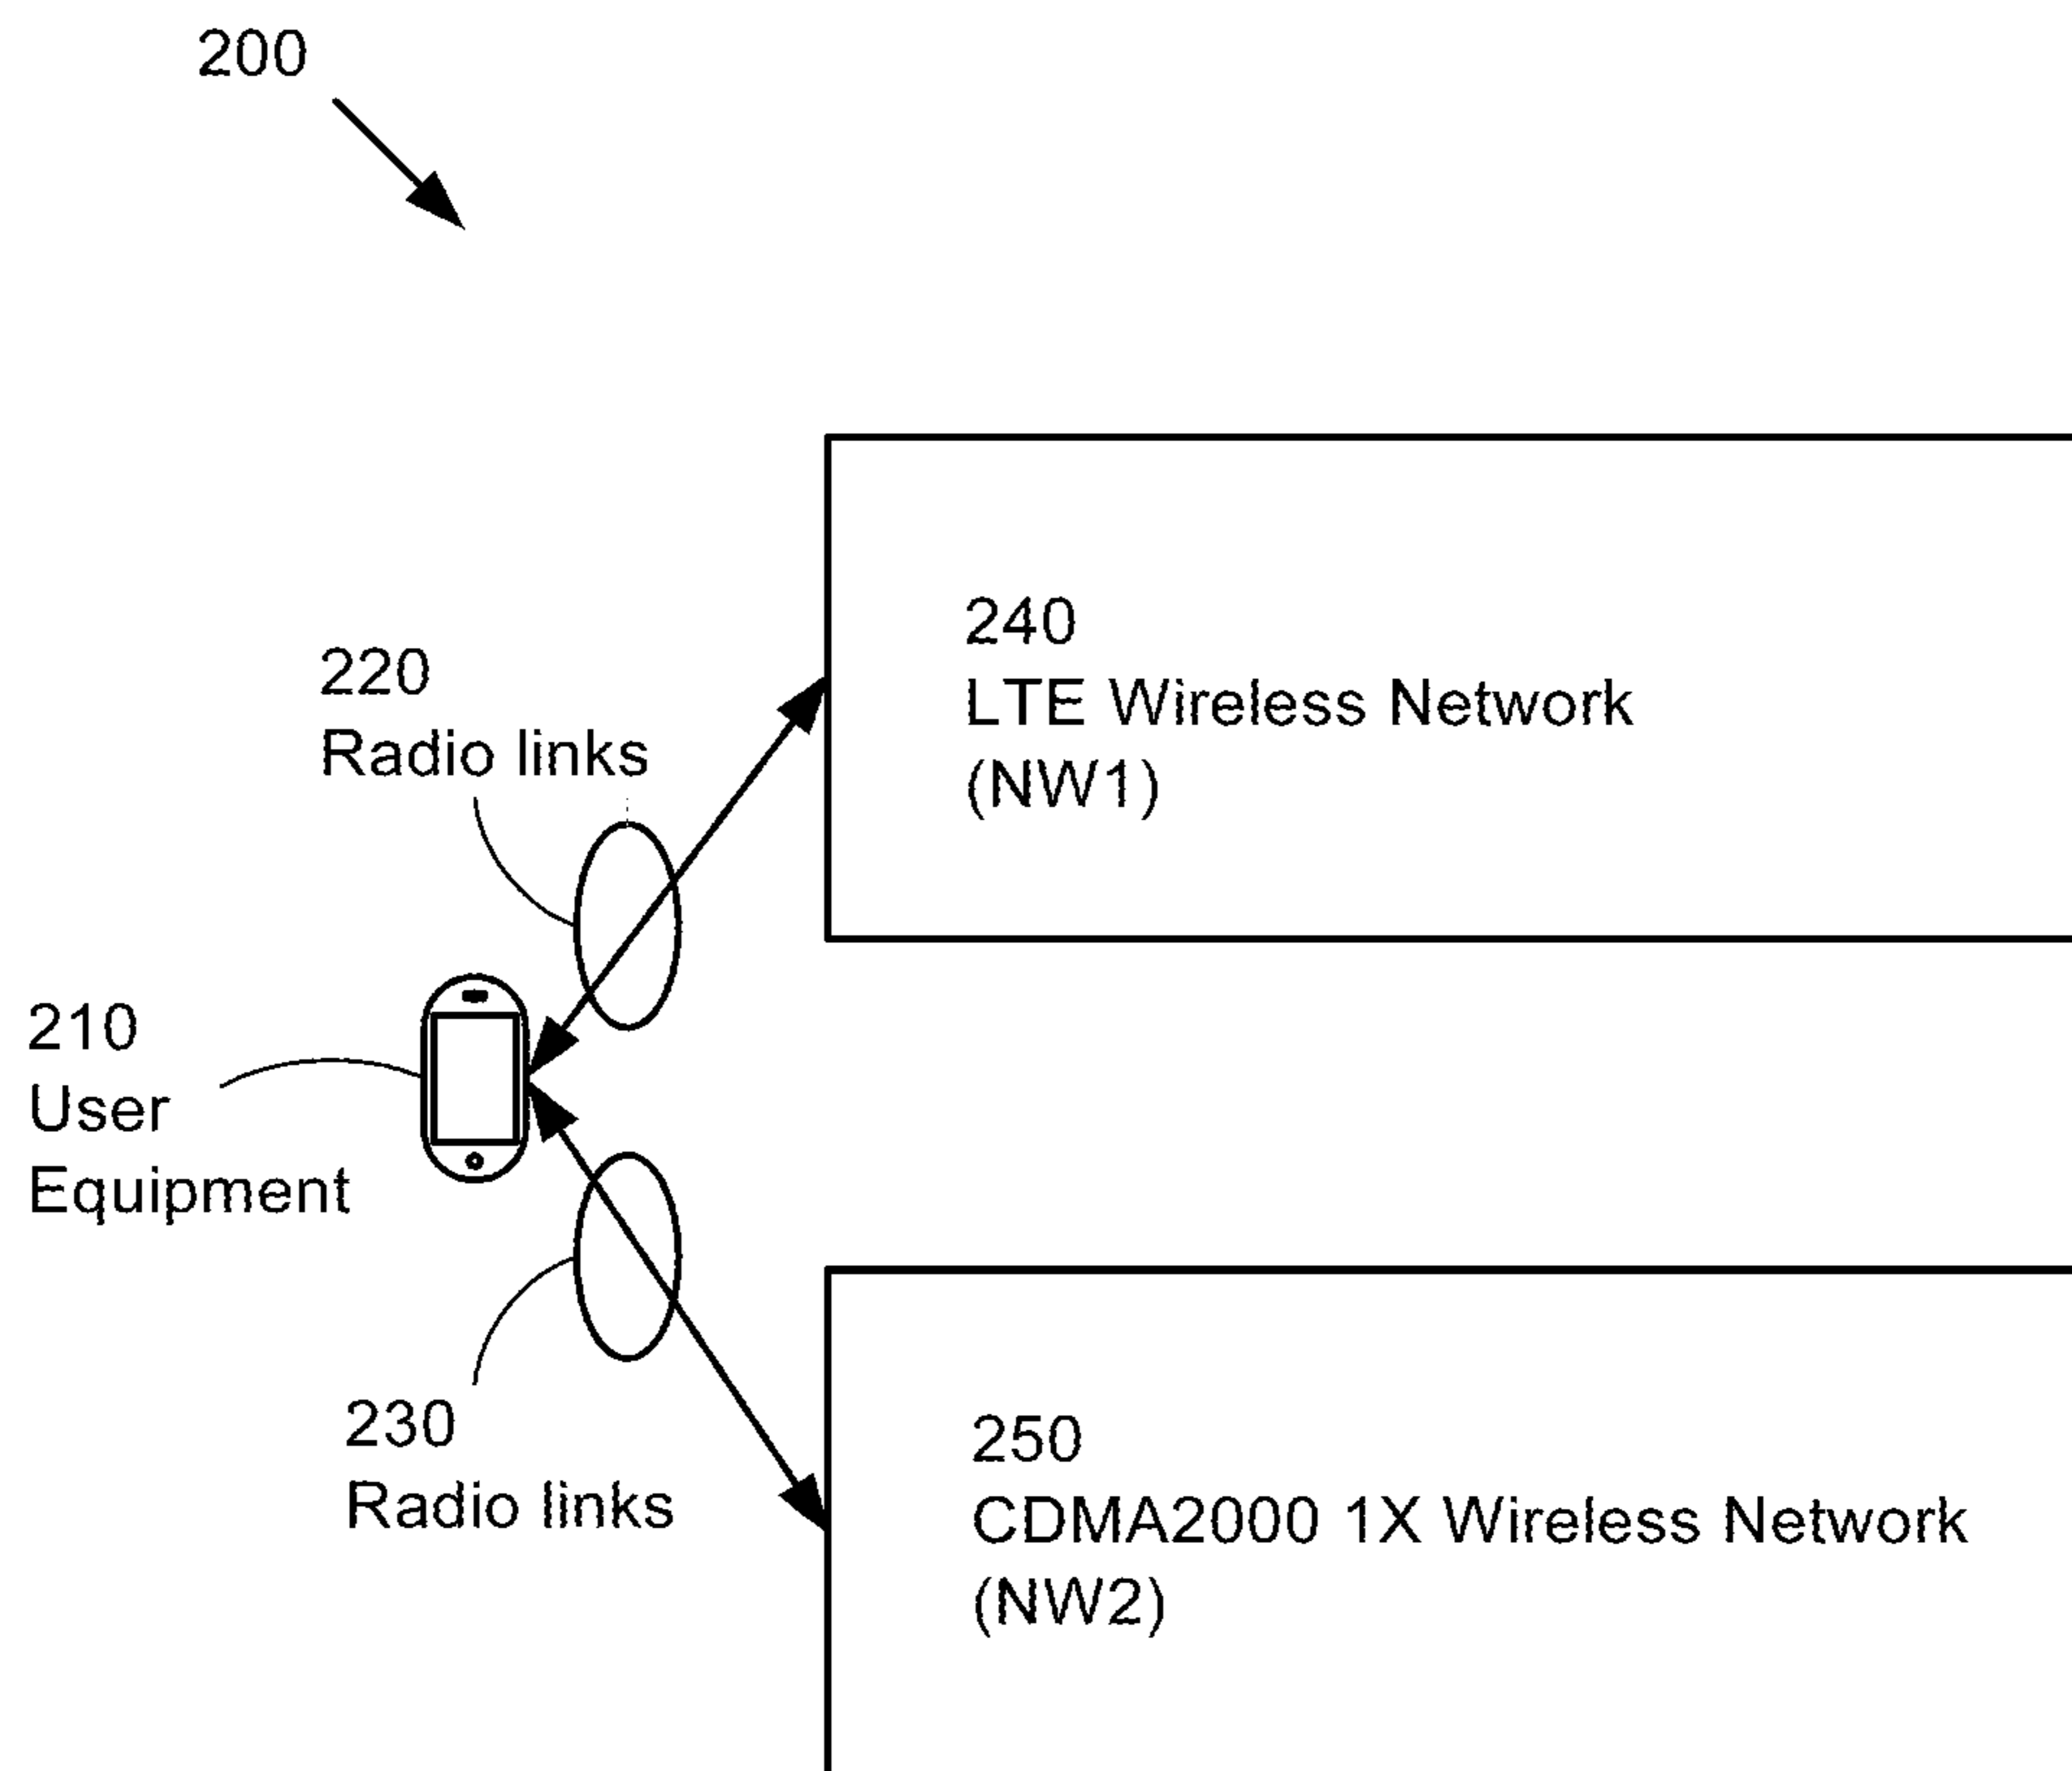 200
240
LTE Wireless Network
(NW1)
220
Radio links
210
User
Equipment
230
Radio links
250
CDMA2000 1X Wireless Network
(NW2)